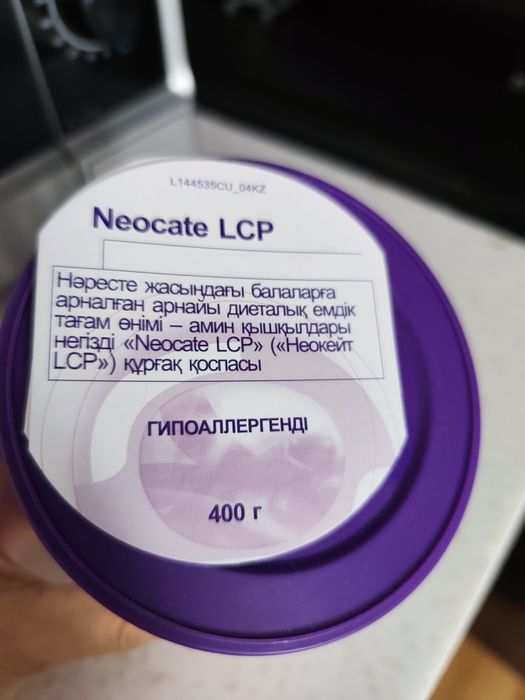 L144535CU_04KZ
Neocate LCP
Нәресте жасындағы балаларға
арналған арнайы диеталық емдік
тағам өнімі – амин қышқылдары
негізді «Neocate LCP» («Неокейт
LCP») құрғақ қоспасы
ГИПОАЛЛЕРГЕНДІ
400 г